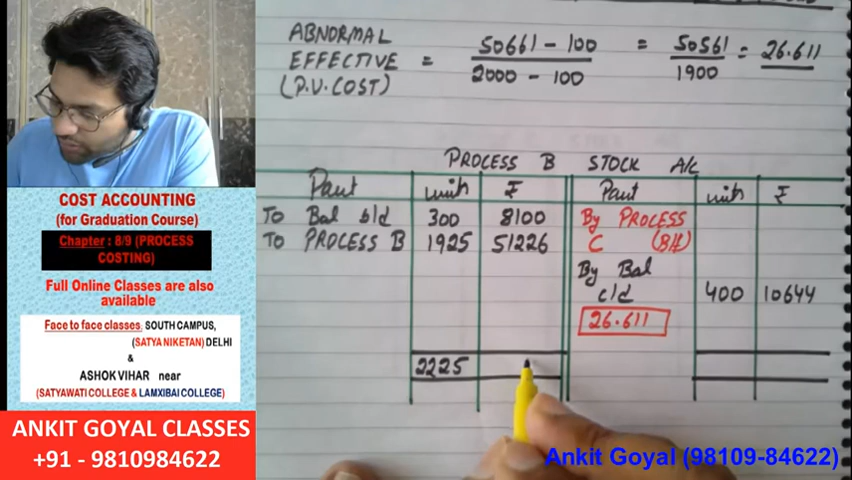 ABNORMAL
EFFECTIVE = 50661 - 100 = 50561 = 26.611
(P.U. COST) 2000 - 100 1900
PROCESS B STOCK A/C
Part units ₹ Part units ₹
To Bal b/d 300 8100 By PROCESS
To PROCESS B 1925 51226 C (B/f)
By Bal
c/d 400 10644
26.611
2225
COST ACCOUNTING
(for Graduation Course)
Chapter : 8/9 (PROCESS
COSTING)
Full Online Classes are also
available
Face to face classes, SOUTH CAMPUS,
(SATYA NIKETAN) DELHI
&
ASHOK VIHAR near
(SATYAWATI COLLEGE & LAMXIBAI COLLEGE)
ANKIT GOYAL CLASSES
+91 - 9810984622
Ankit Goyal (98109-84622)